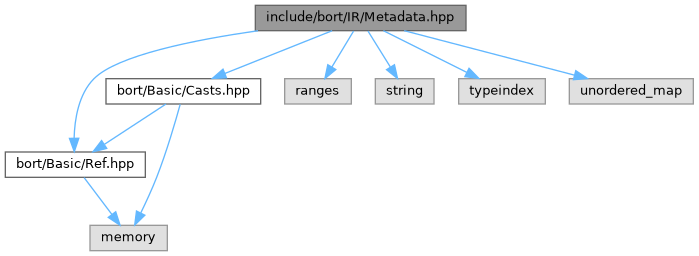 include/bort/IR/Metadata.hpp
bort/Basic/Casts.hpp
ranges
string
typeindex
unordered_map
bort/Basic/Ref.hpp
memory